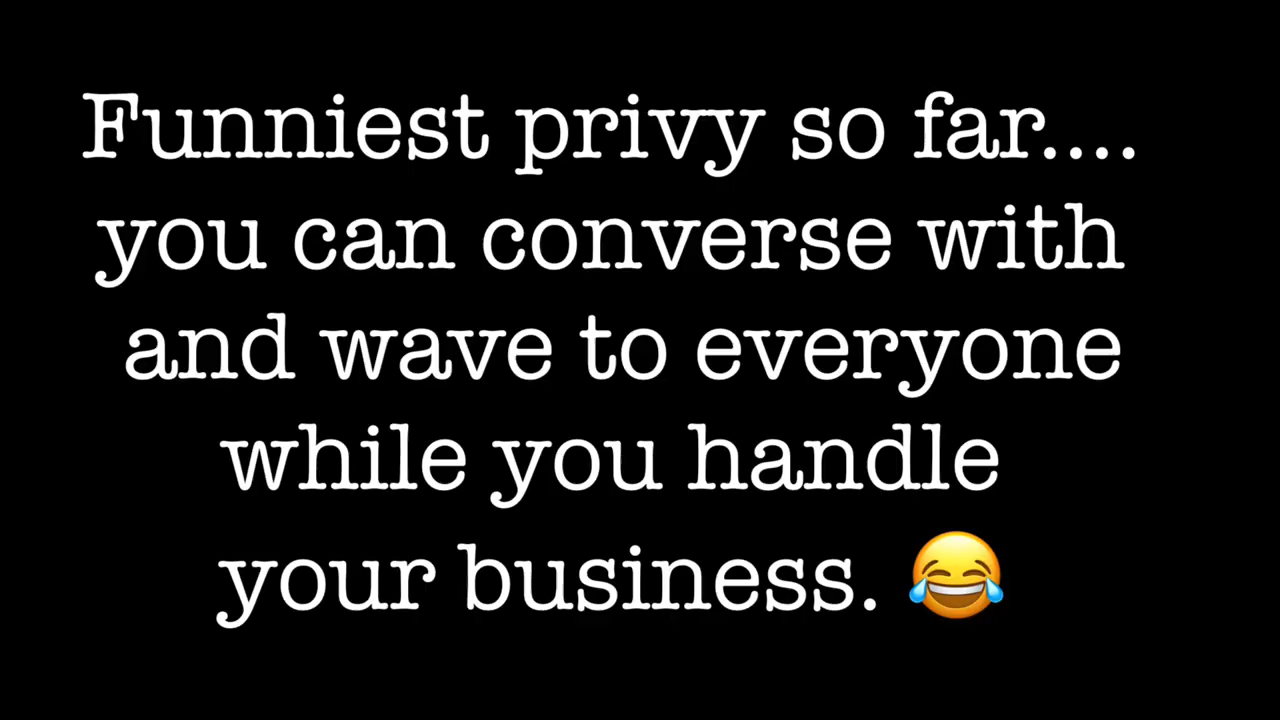 Funniest privy so far....
you can converse with
and wave to everyone
while you handle
your business. 😂